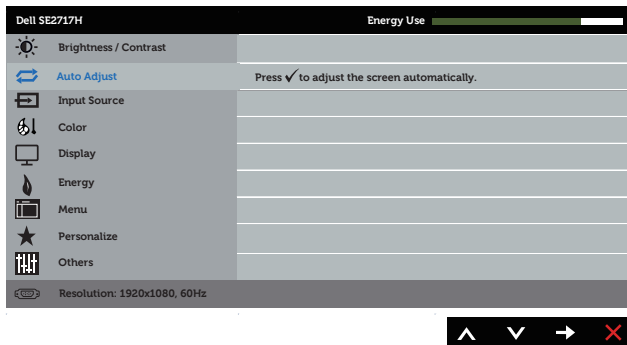 Dell SE2717H Energy Use
Brightness / Contrast
Auto Adjust Press ✓ to adjust the screen automatically.
Input Source
Color
Display
Energy
Menu
Personalize
Others
Resolution: 1920x1080, 60Hz